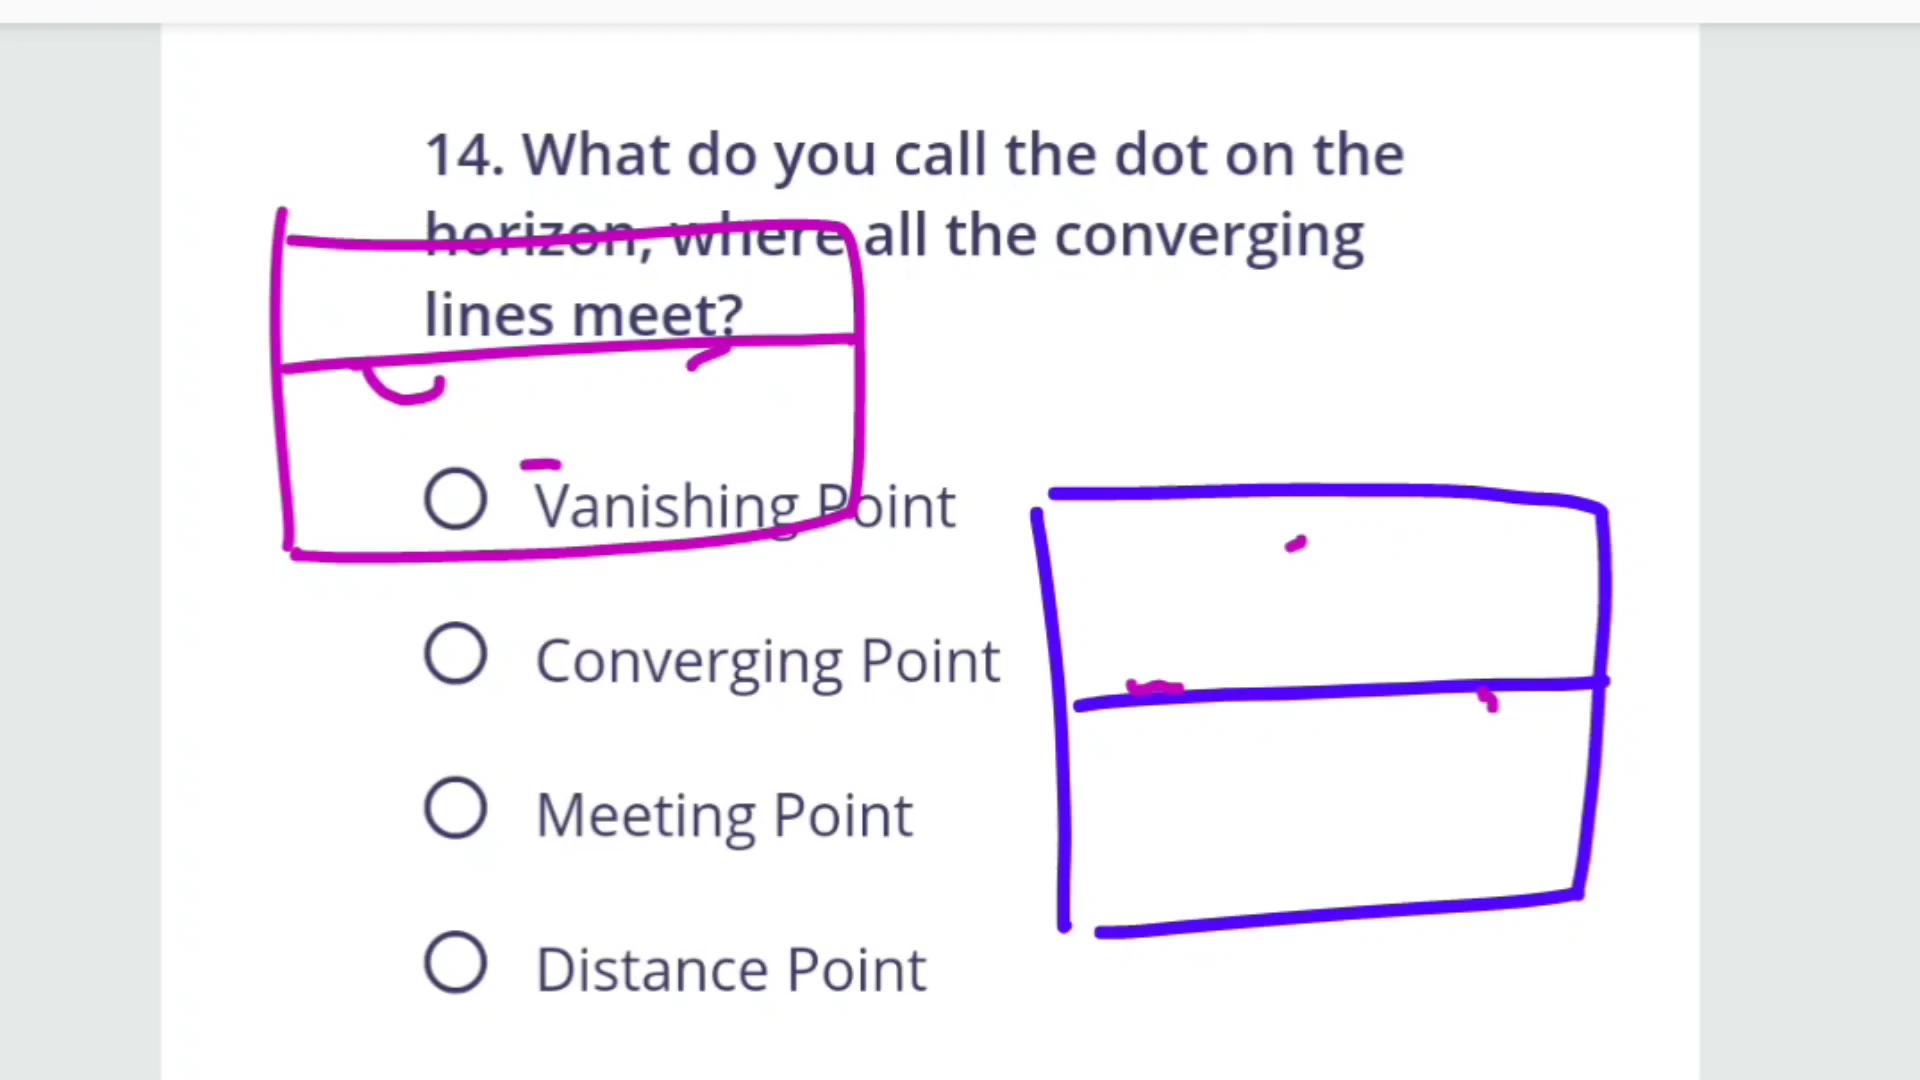 14. What do you call the dot on the
horizon, where all the converging
lines meet?
Vanishing Point
Converging Point
Meeting Point
Distance Point